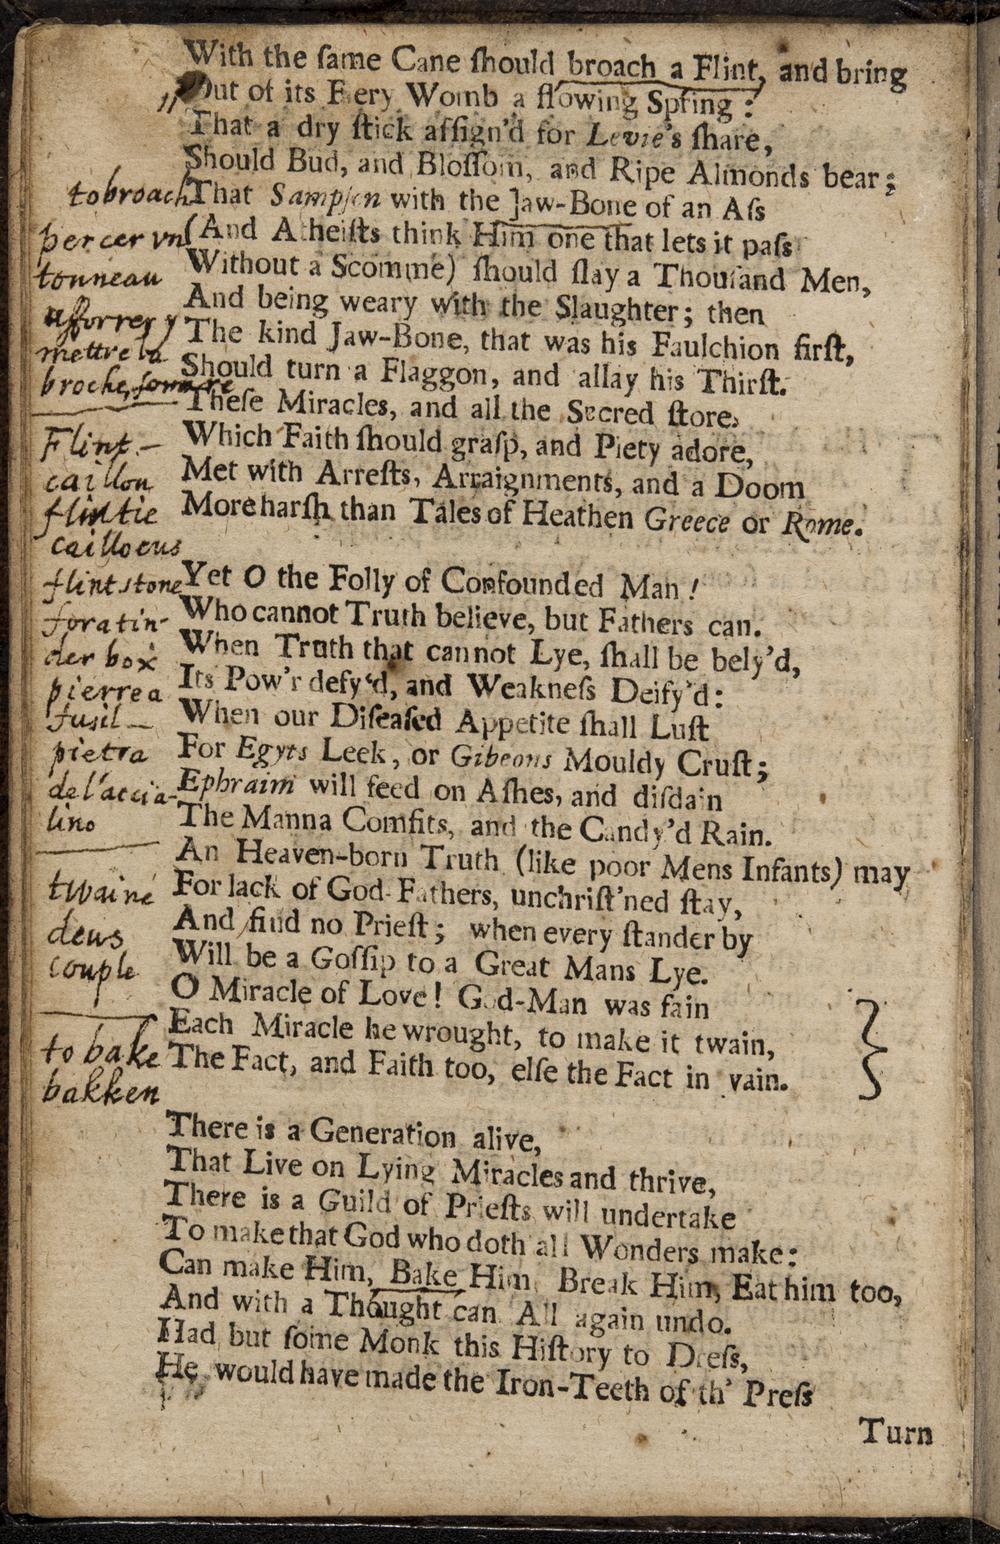 With the ſame Cane ſhould broach a Flint, and bring
Out of its Fiery Womb a flowing Spring:
That a dry ſtick aſſign'd for Levie's ſhare,
Should Bud, and Bloſſom, and Ripe Almonds bear;
That Sampſon with the Jaw-Bone of an Aſs
(And Atheiſts think Him one that lets it paſs
Without a Scomme) ſhould ſlay a Thouſand Men,
And being weary with the Slaughter; then
The kind Jaw-Bone, that was his Faulchion firſt,
Should turn a Flaggon, and allay his Thirſt.
Theſe Miracles, and all the Sacred ſtore,
Which Faith ſhould graſp, and Piety adore,
Met with Arreſts, Arraignments, and a Doom
More harſh than Tales of Heathen Greece or Rome.
Yet O the Folly of Confounded Man!
Who cannot Truth believe, but Fathers can.
When Truth that cannot Lye, ſhall be bely'd,
Its Pow'r defy'd, and Weakneſs Deify'd:
When our Diſeaſed Appetite ſhall Luſt
For Egyts Leek, or Gibeons Mouldy Cruſt;
Ephraim will feed on Aſhes, and diſdain
The Manna Comfits, and the Candy'd Rain.
An Heaven-born Truth (like poor Mens Infants) may
For lack of God-Fathers, unchriſt'ned ſtay,
And find no Prieſt; when every ſtander by
Will be a Goſſip to a Great Mans Lye.
O Miracle of Love! God-Man was fain
Each Miracle he wrought, to make it twain,
The Fact, and Faith too, elſe the Fact in vain.
There is a Generation alive,
That Live on Lying Miracles and thrive,
There is a Guild of Prieſts will undertake
To make that God who doth all Wonders make:
Can make Him, Bake Him, Break Him, Eat him too,
And with a Thought can All again undo.
Had but ſome Monk this Hiſtory to Dreſs,
He would have made the Iron-Teeth of th' Preſs
Turn
to broach
percer vn
tonneau
afforrer y
mettre la
broche,
Flint-
caillou
flintie
cailloeus
flint stone
for a tin-
der box
pierre a
fusil-
pietra
del'accia-
lino
twaine
deus
couple
to bake
bakken